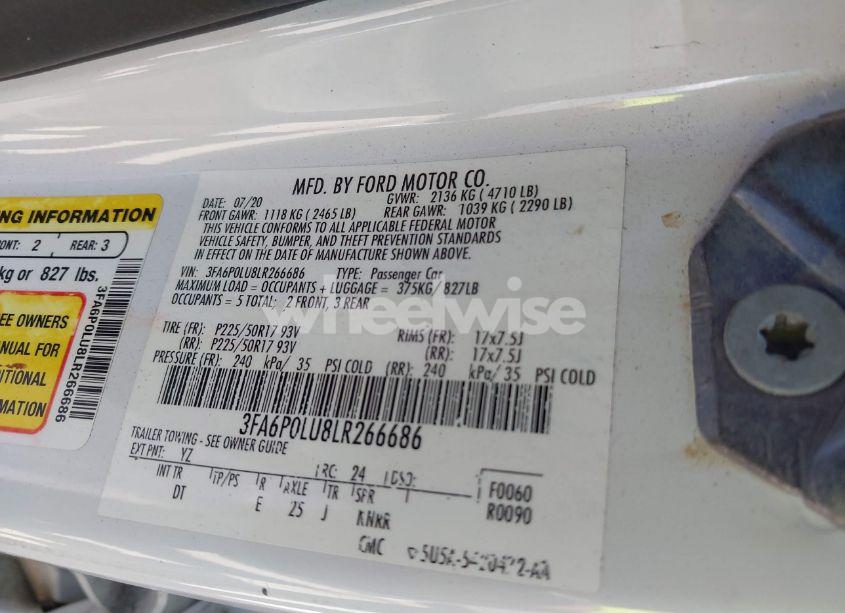 MFD. BY FORD MOTOR CO.
DATE: 07/20 GVWR: 2136 KG ( 4710 LB)
FRONT GAWR: 1118 KG ( 2465 LB) REAR GAWR: 1039 KG ( 2290 LB)
THIS VEHICLE CONFORMS TO ALL APPLICABLE FEDERAL MOTOR
VEHICLE SAFETY, BUMPER, AND THEFT PREVENTION STANDARDS
IN EFFECT ON THE DATE OF MANUFACTURE SHOWN ABOVE.
VIN: 3FA6P0LU8LR266686 TYPE: Passenger Car
MAXIMUM LOAD = OCCUPANTS + LUGGAGE = 375KG/ 827LB
OCCUPANTS = 5 TOTAL: 2 FRONT, 3 REAR
TIRE (FR): P225/50R17 93V RIMS (FR): 17x7.5J
(RR): P225/50R17 93V (RR): 17x7.5J
PRESSURE (FR): 240 kPa/ 35 PSI COLD (RR): 240 kPa/ 35 PSI COLD
3FA6P0LU8LR266686
TRAILER TOWING - SEE OWNER GUIDE
EXT PNT: YZ RC: 24 DSO: F0060
INT TR TP/PS R AXLE TR SPR R0090
DT E 25 J KNRR
GMC
NG INFORMATION
ONT: 2 REAR: 3
kg or 827 lbs.
EE OWNERS
ANUAL FOR
ITIONAL
RMATION
3FA6P0LU8LR266686
wheelwise